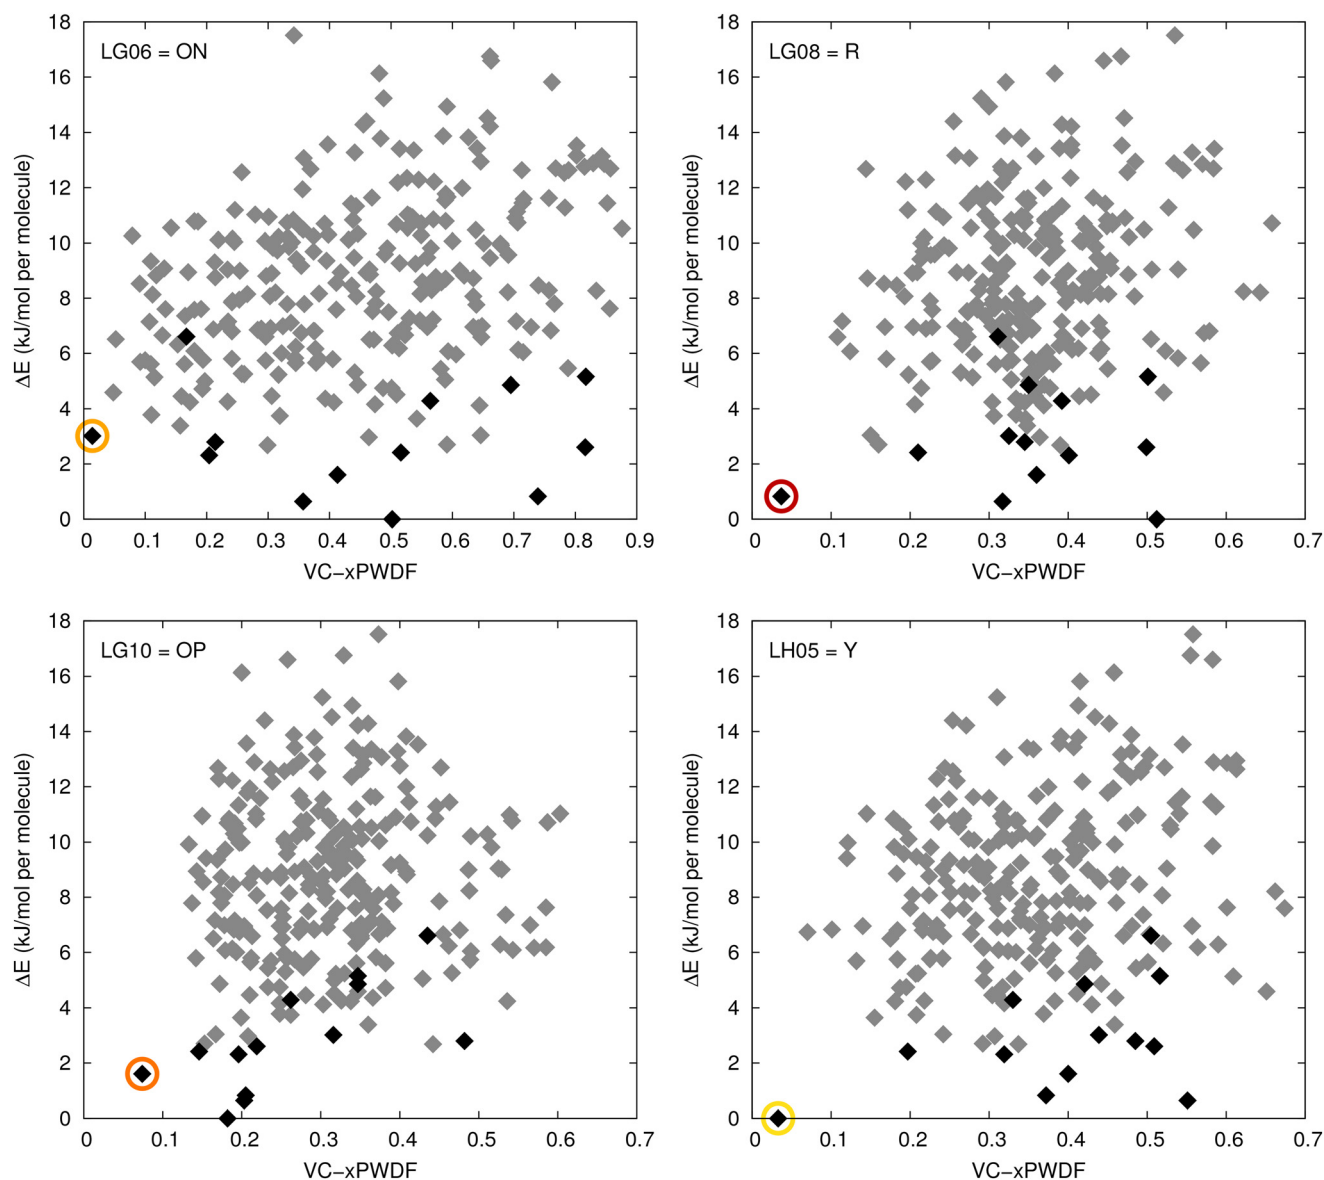 18
16
14
12
10
8
6
4
2
0
ΔE (kJ/mol per molecule)
LG06 = ON
0 0.1 0.2 0.3 0.4 0.5 0.6 0.7 0.8 0.9
VC−xPWDF
18
16
14
12
10
8
6
4
2
0
ΔE (kJ/mol per molecule)
LG08 = R
0 0.1 0.2 0.3 0.4 0.5 0.6 0.7
VC−xPWDF
18
16
14
12
10
8
6
4
2
0
ΔE (kJ/mol per molecule)
LG10 = OP
0 0.1 0.2 0.3 0.4 0.5 0.6 0.7
VC−xPWDF
18
16
14
12
10
8
6
4
2
0
ΔE (kJ/mol per molecule)
LH05 = Y
0 0.1 0.2 0.3 0.4 0.5 0.6 0.7
VC−xPWDF